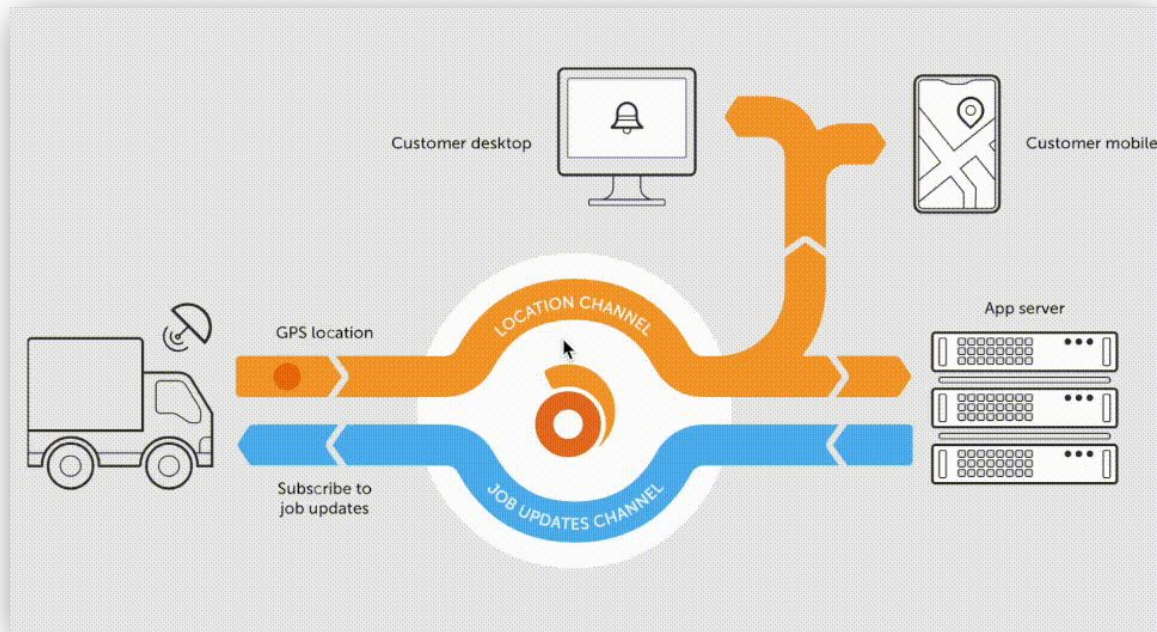 Customer desktop
Customer mobile
GPS location
LOCATION CHANNEL
App server
Subscribe to
job updates
JOB UPDATES CHANNEL